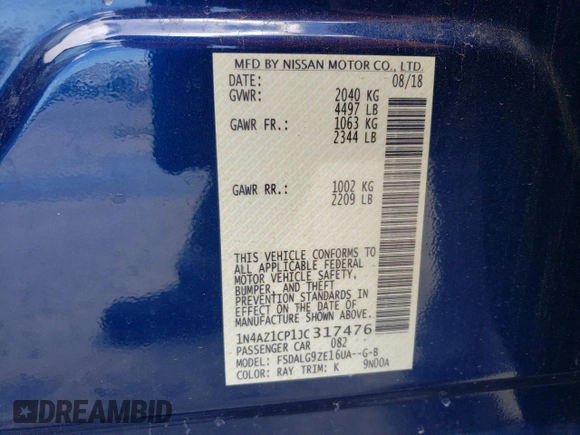 MFD BY NISSAN MOTOR CO., LTD.
DATE: 08/18
GVWR: 2040 KG
4497 LB
GAWR FR.: 1063 KG
2344 LB
GAWR RR.: 1002 KG
2209 LB
THIS VEHICLE CONFORMS TO
ALL APPLICABLE FEDERAL
MOTOR VEHICLE SAFETY,
BUMPER, AND THEFT
PREVENTION STANDARDS IN
EFFECT ON THE DATE OF
MANUFACTURE SHOWN ABOVE.
1N4AZ1CP1JC317476
PASSENGER CAR 082
MODEL: FSDALG9ZE16UA--G-B
COLOR: RAY TRIM: K 9N00A
DREAMBID